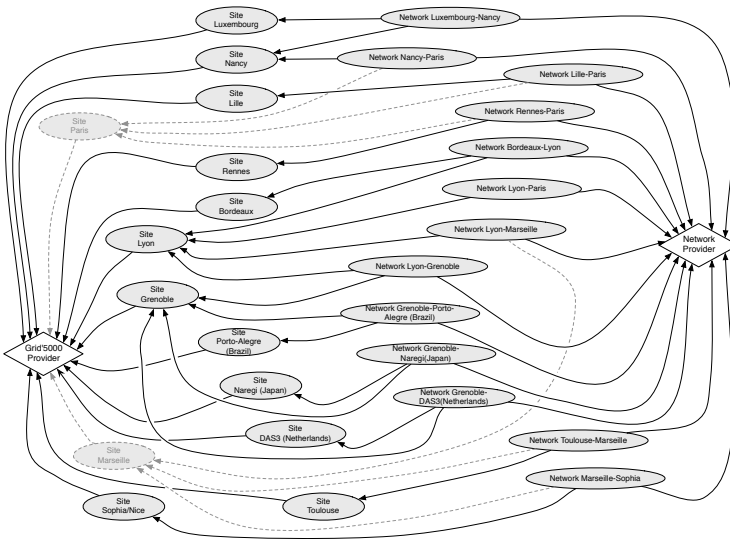 Site
Luxembourg
Network Luxembourg-Nancy
Site
Nancy
Network Nancy-Paris
Network Lille-Paris
Site
Lille
Site
Paris
Network Rennes-Paris
Network Bordeaux-Lyon
Site
Rennes
Network Lyon-Paris
Site
Bordeaux
Site
Lyon
Network Lyon-Marseille
Network
Provider
Network Lyon-Grenoble
Site
Grenoble
Network Grenoble-Porto-
Alegre (Brazil)
Site
Porto-Alegre
(Brazil)
Grid'5000
Provider
Network Grenoble-
Naregi(Japan)
Site
Naregi (Japan)
Network Grenoble-
DAS3(Netherlands)
Site
DAS3 (Netherlands)
Network Toulouse-Marseille
Site
Marseille
Network Marseille-Sophia
Site
Sophia/Nice
Site
Toulouse